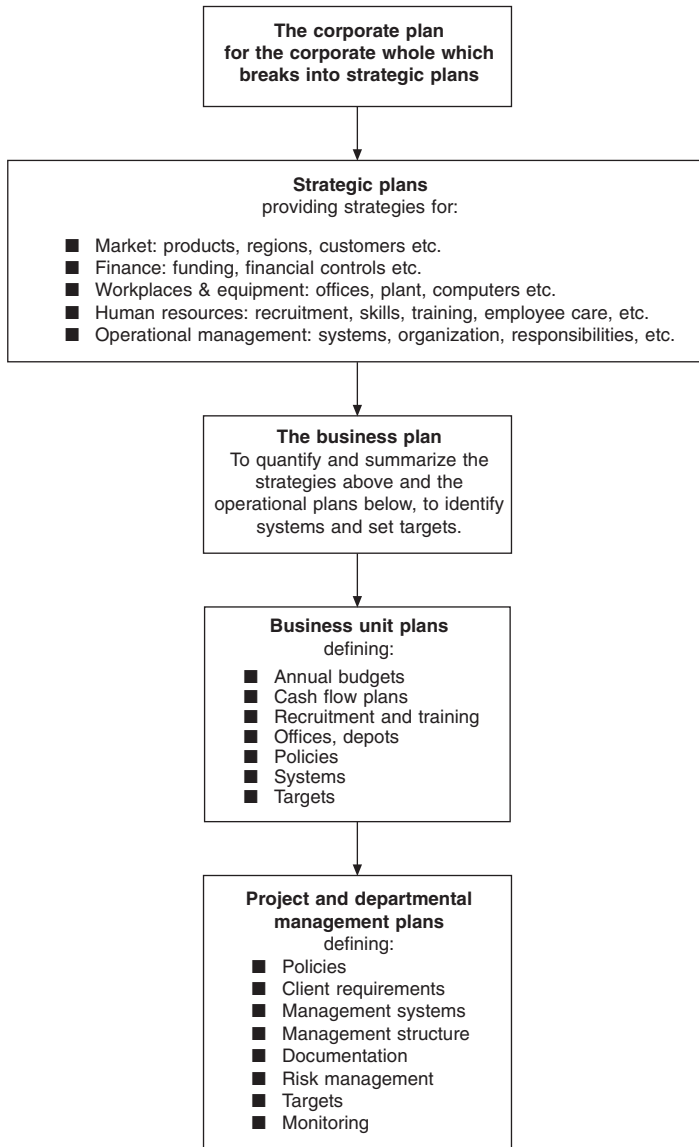 The corporate plan
for the corporate whole which
breaks into strategic plans
Strategic plans
providing strategies for:
■ Market: products, regions, customers etc.
■ Finance: funding, financial controls etc.
■ Workplaces & equipment: offices, plant, computers etc.
■ Human resources: recruitment, skills, training, employee care, etc.
■ Operational management: systems, organization, responsibilities, etc.
The business plan
To quantify and summarize the
strategies above and the
operational plans below, to identify
systems and set targets.
Business unit plans
defining:
■ Annual budgets
■ Cash flow plans
■ Recruitment and training
■ Offices, depots
■ Policies
■ Systems
■ Targets
Project and departmental
management plans
defining:
■ Policies
■ Client requirements
■ Management systems
■ Management structure
■ Documentation
■ Risk management
■ Targets
■ Monitoring